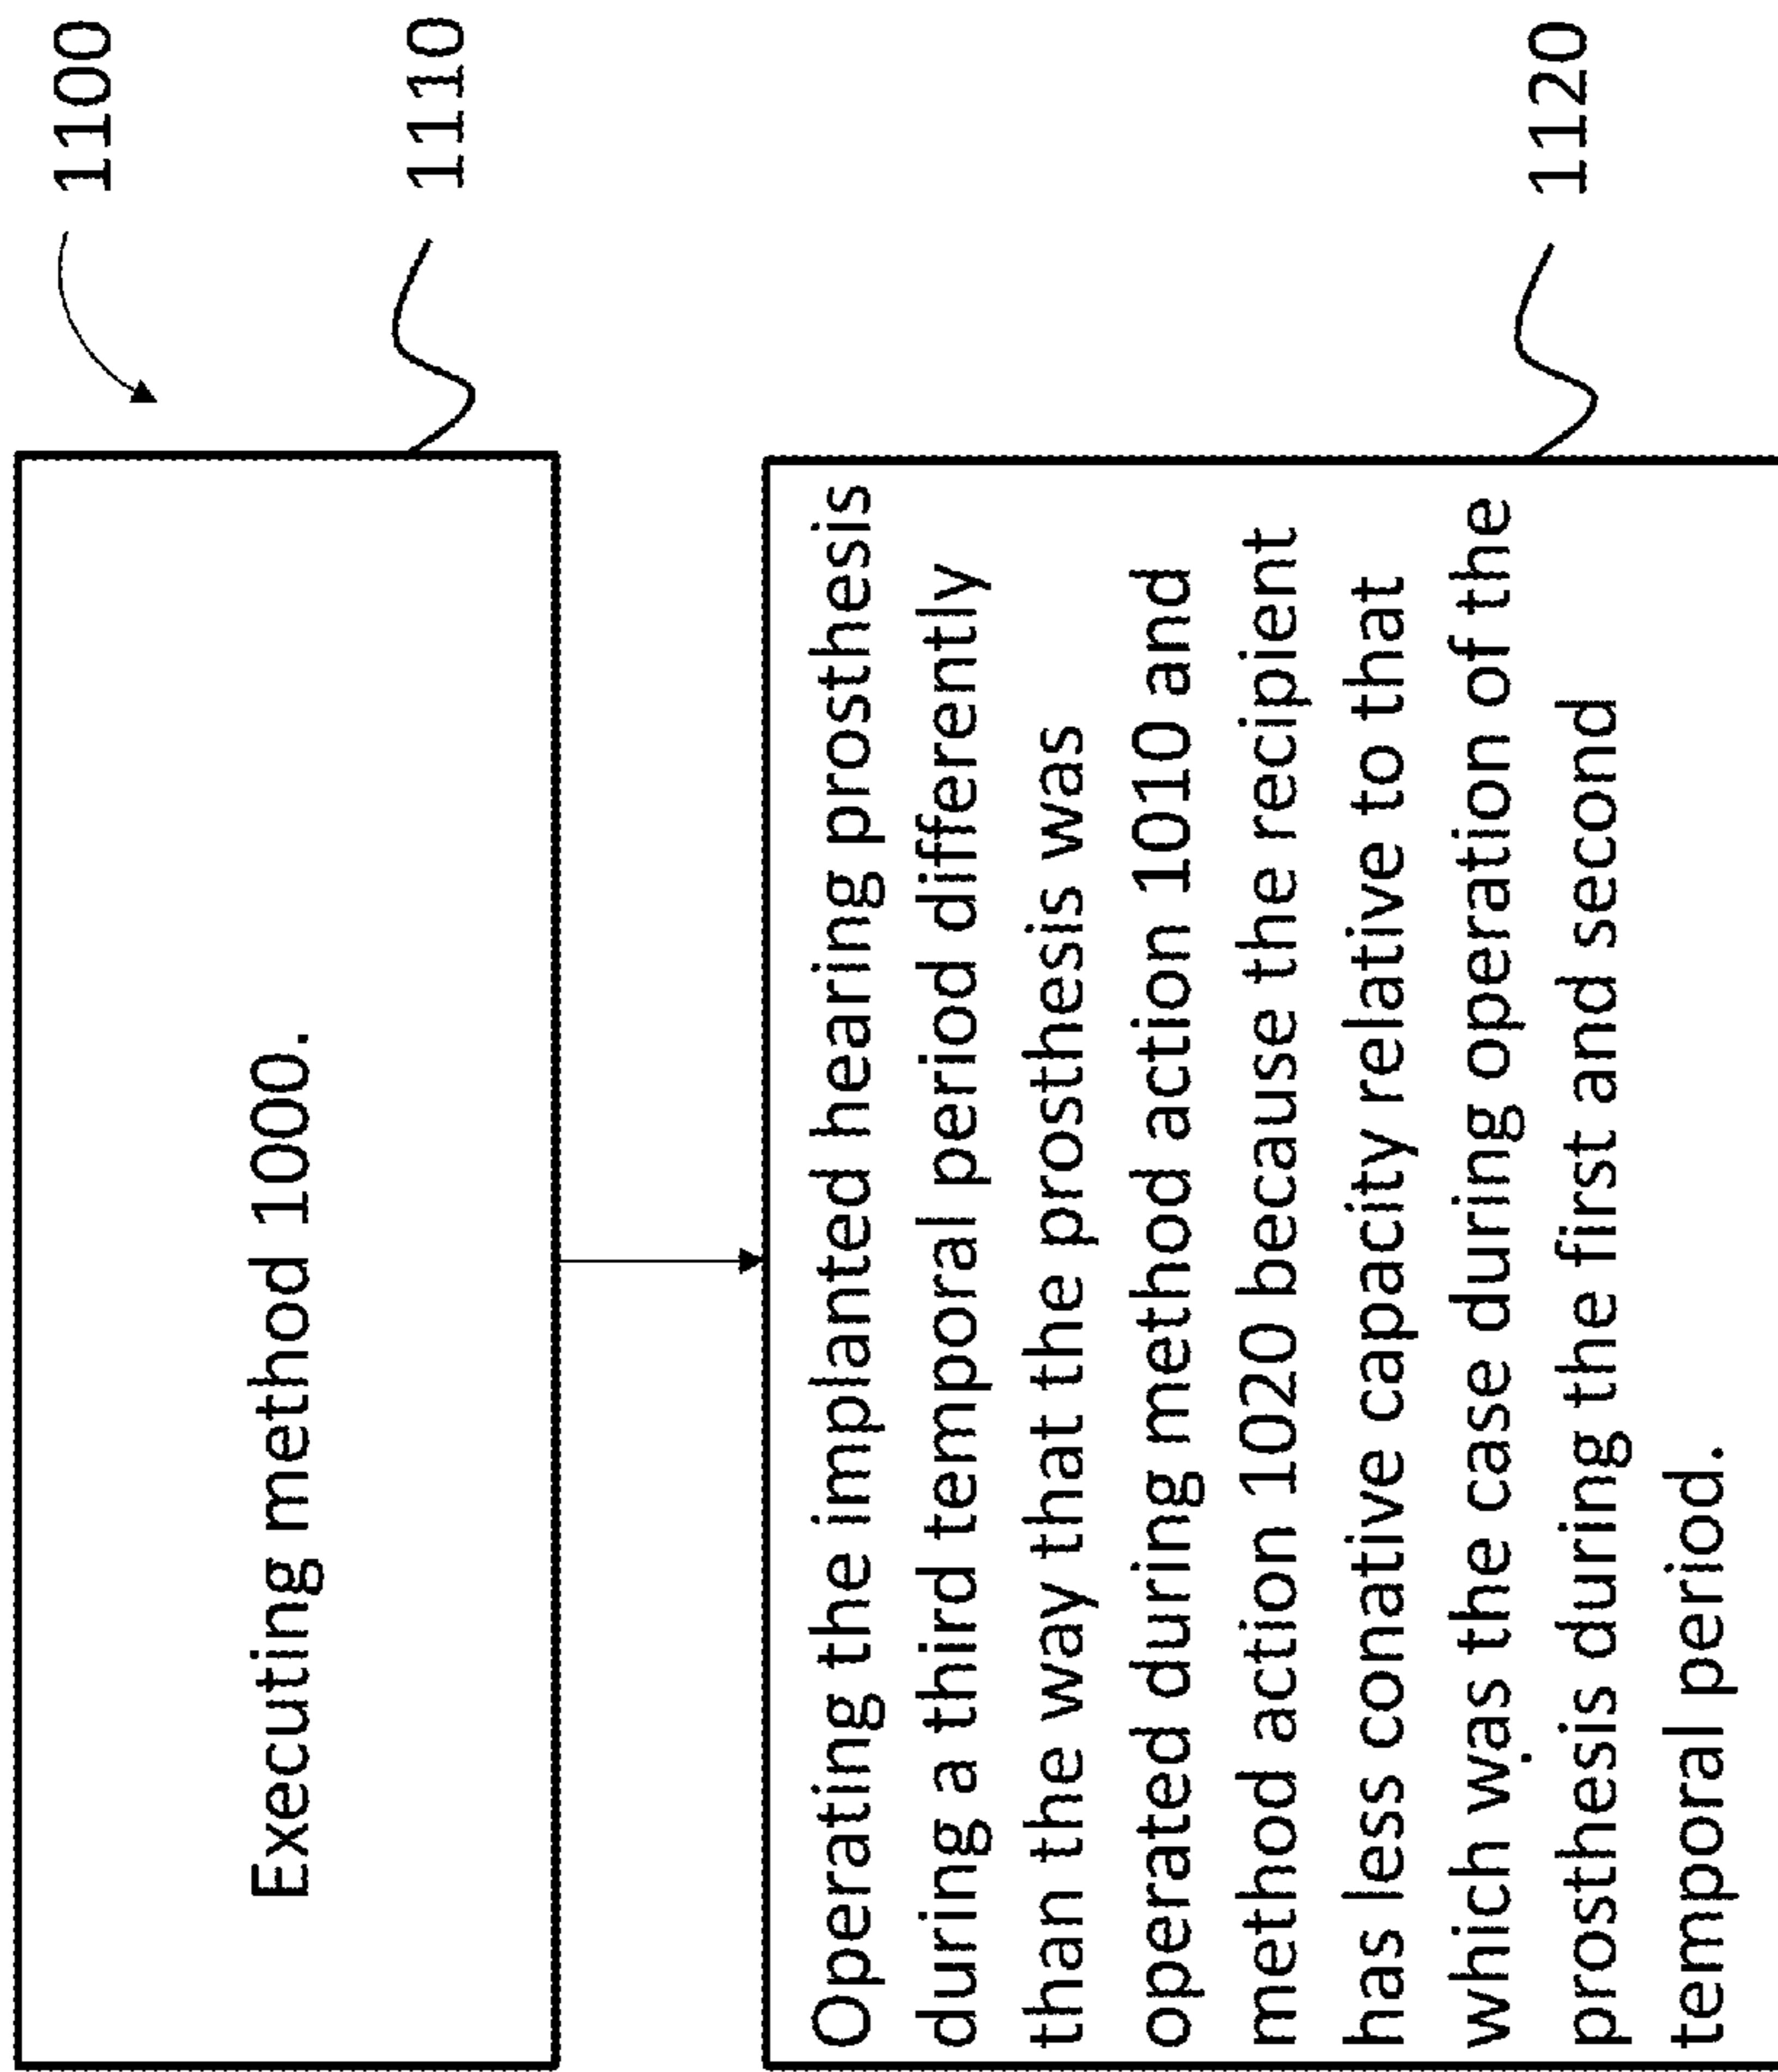 1100
Executing method 1000.
1110
Operating the implanted hearing prosthesis
during a third temporal period differently
than the way that the prosthesis was
operated during method action 1010 and
method action 1020 because the recipient
has less conative capacity relative to that
which was the case during operation of the
prosthesis during the first and second
temporal period.
1120